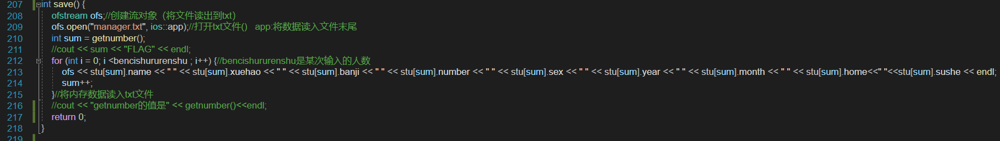 207 int save() {
208 ofstream ofs;//创建流对象（将文件读出到txt）
209 ofs.open("manager.txt", ios::app);//打开txt文件() app:将数据读入文件末尾
210 int sum = getnumber();
211 //cout << sum << "FLAG" << endl;
212 for (int i = 0; i <bencishururenshu ; i++) {//bencishururenshu是某次输入的人数
213 ofs << stu[sum].name << " " << stu[sum].xuehao << " " << stu[sum].banji << " " << stu[sum].number << " " << stu[sum].sex << " " << stu[sum].year << " " << stu[sum].month << " " << stu[sum].home<<" "<<stu[sum].sushe << endl;
214 sum++;
215 }//将内存数据读入txt文件
216 //cout << "getnumber的值是" << getnumber()<<endl;
217 return 0;
218 }
219